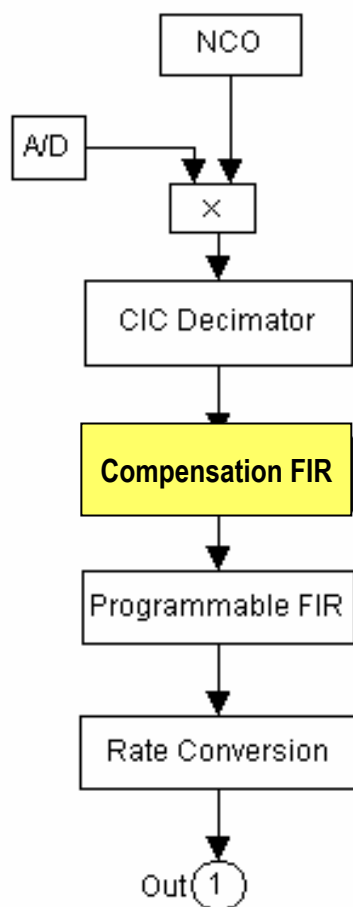 NCO
A/D
×
CIC Decimator
Compensation FIR
Programmable FIR
Rate Conversion
Out 1